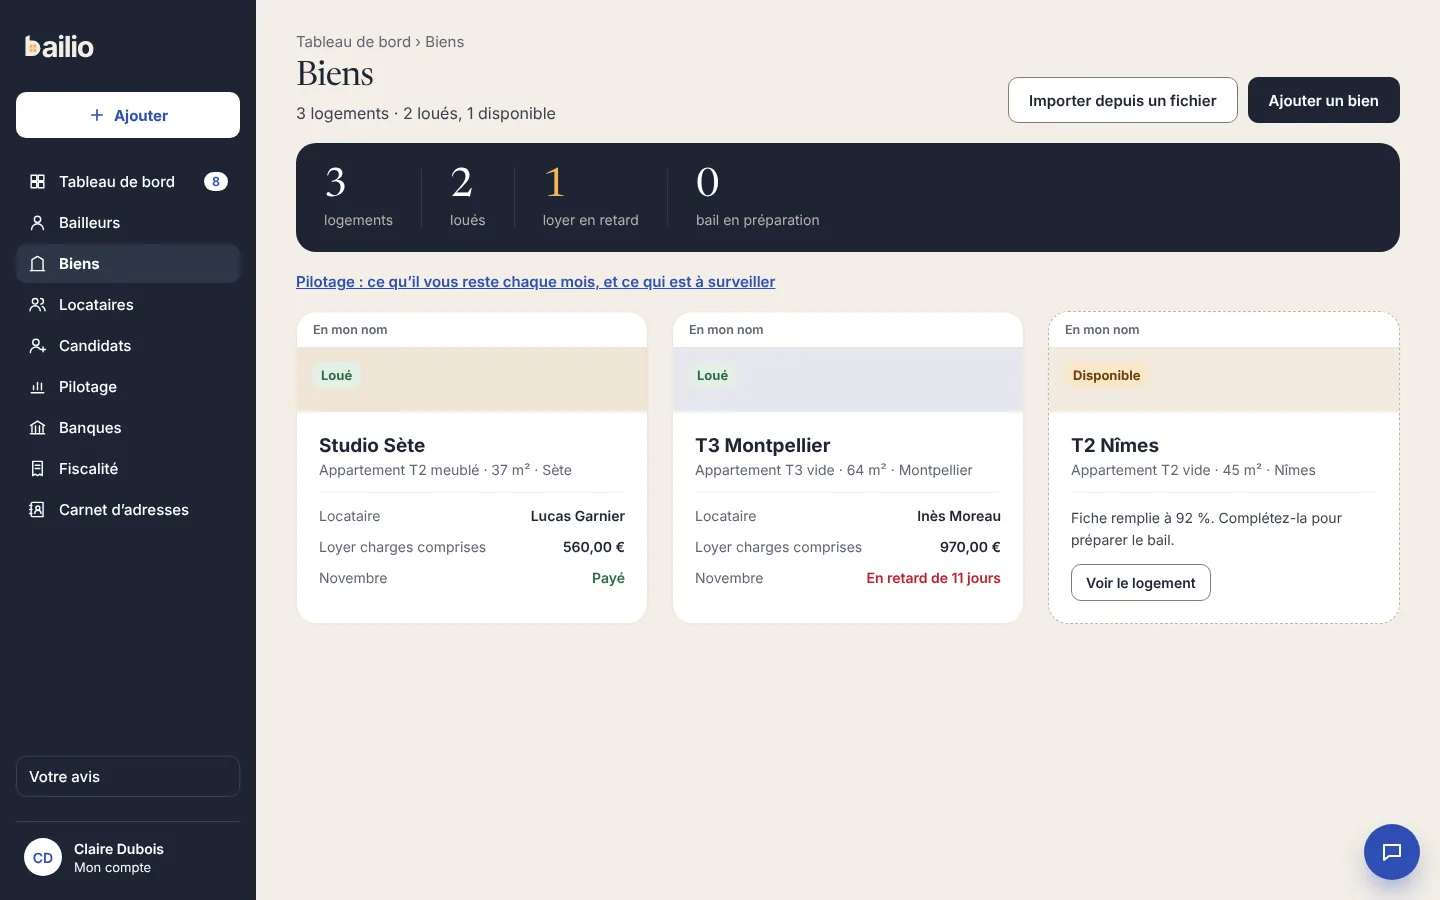 bailio
Ajouter
Tableau de bord 8
Bailleurs
Biens
Locataires
Candidats
Pilotage
Banques
Fiscalité
Carnet d’adresses
Votre avis
CD
Claire Dubois
Mon compte
Tableau de bord › Biens
Biens
3 logements · 2 loués, 1 disponible
Importer depuis un fichier
Ajouter un bien
3
logements
2
loués
1
loyer en retard
0
bail en préparation
Pilotage : ce qu’il vous reste chaque mois, et ce qui est à surveiller
En mon nom
Loué
Studio Sète
Appartement T2 meublé · 37 m² · Sète
Locataire Lucas Garnier
Loyer charges comprises 560,00 €
Novembre Payé
En mon nom
Loué
T3 Montpellier
Appartement T3 vide · 64 m² · Montpellier
Locataire Inès Moreau
Loyer charges comprises 970,00 €
Novembre En retard de 11 jours
En mon nom
Disponible
T2 Nîmes
Appartement T2 vide · 45 m² · Nîmes
Fiche remplie à 92 %. Complétez-la pour
préparer le bail.
Voir le logement